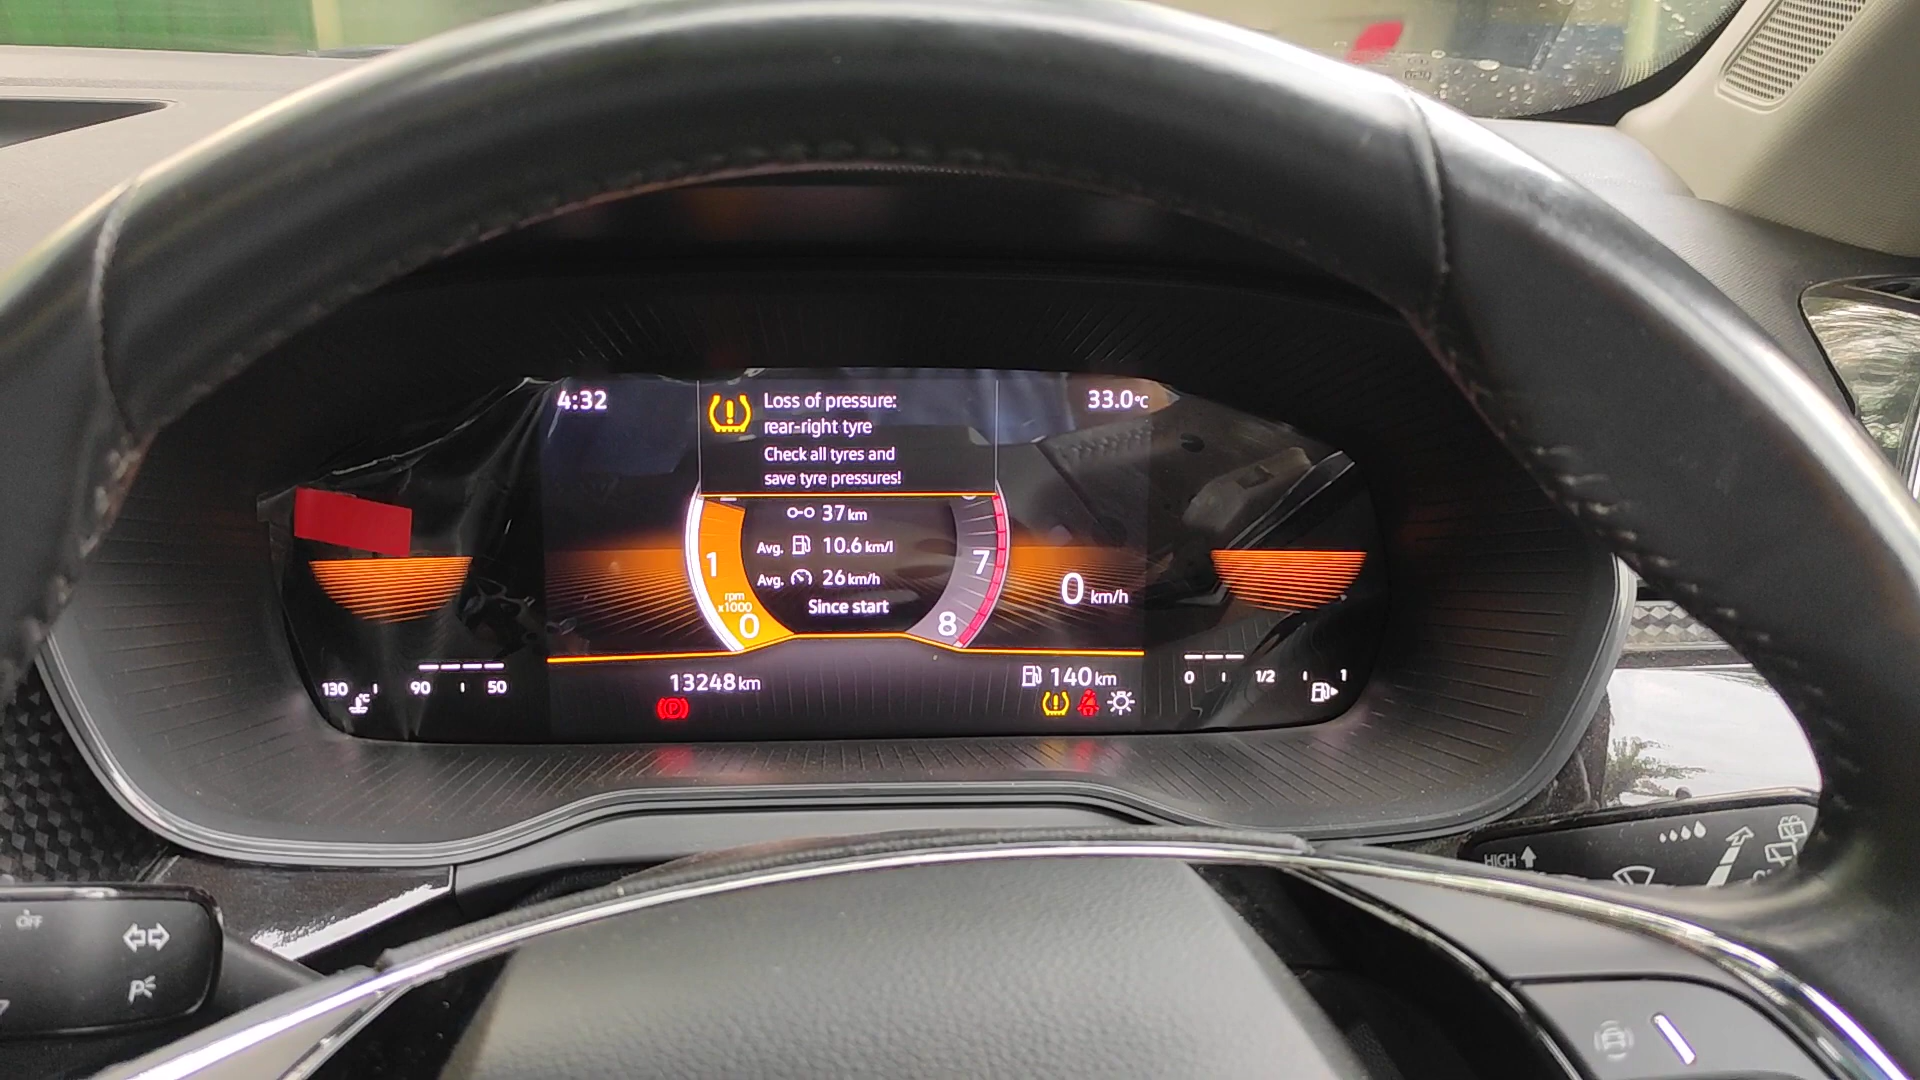 4:32
Loss of pressure:
rear-right tyre
Check all tyres and
save tyre pressures!
33.0°C
37 km
Avg. 10.6 km/l
Avg. 26 km/h
Since start
1
rpm
x1000
0
7
8
0 km/h
130 90 50
13248 km
140 km
0 1/2 1
P
HIGH
OFF
P